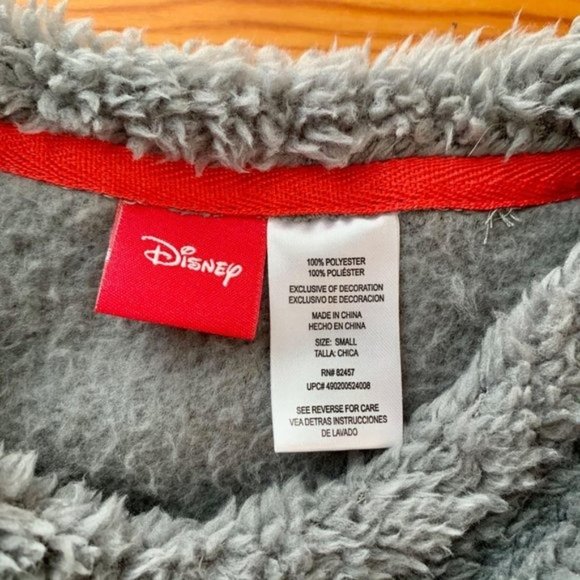 Disney
100% POLYESTER
100% POLIÉSTER
EXCLUSIVE OF DECORATION
EXCLUSIVO DE DECORACION
MADE IN CHINA
HECHO EN CHINA
SIZE: SMALL
TALLA: CHICA
RN# 82457
UPC# 490200524008
SEE REVERSE FOR CARE
VEA DETRAS INSTRUCCIONES
DE LAVADO